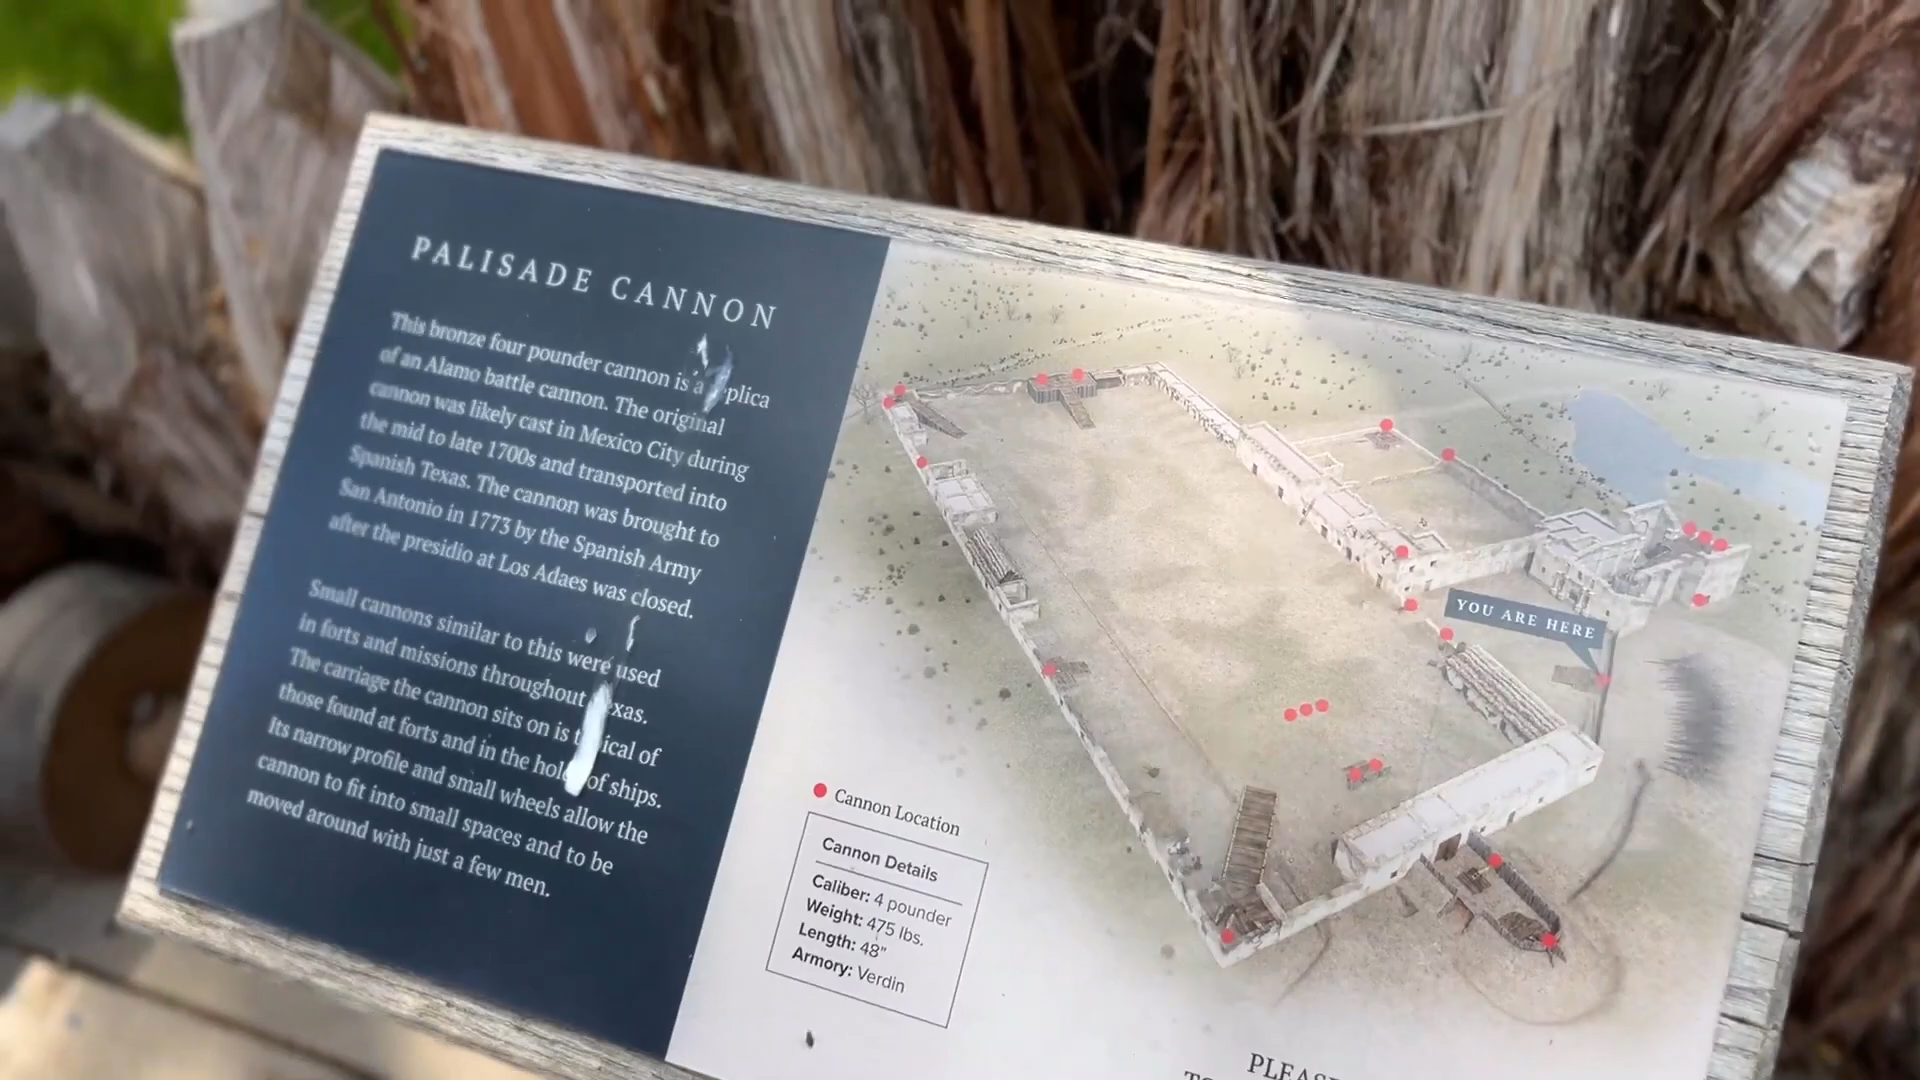 PALISADE CANNON
This bronze four pounder cannon is a plica
of an Alamo battle cannon. The original
cannon was likely cast in Mexico City during
the mid to late 1700s and transported into
Spanish Texas. The cannon was brought to
San Antonio in 1773 by the Spanish Army
after the presidio at Los Adaes was closed.
Small cannons similar to this were used
in forts and missions throughout exas.
The carriage the cannon sits on is t ical of
those found at forts and in the hol of ships.
Its narrow profile and small wheels allow the
cannon to fit into small spaces and to be
moved around with just a few men.
Cannon Location
Cannon Details
Caliber: 4 pounder
Weight: 475 lbs.
Length: 48"
Armory: Verdin
YOU ARE HERE